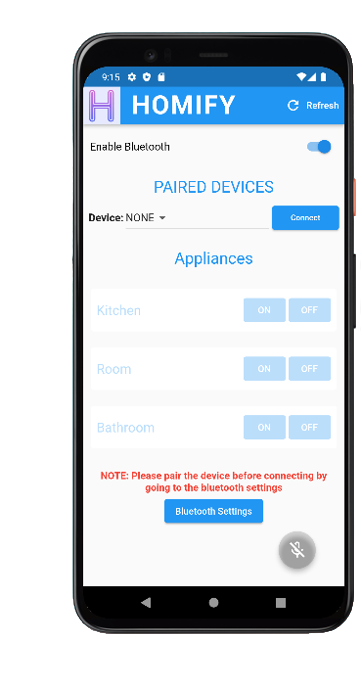 9:15
H HOMIFY Refresh
Enable Bluetooth
PAIRED DEVICES
Device: NONE Connect
Appliances
Kitchen ON OFF
Room ON OFF
Bathroom ON OFF
NOTE: Please pair the device before connecting by
going to the bluetooth settings
Bluetooth Settings